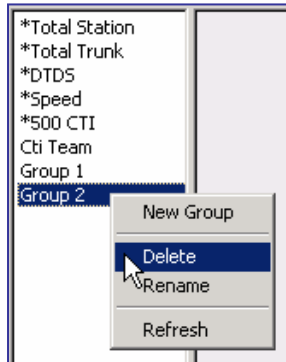 *Total Station
*Total Trunk
*DTDS
*Speed
*500 CTI
Cti Team
Group 1
Group 2
New Group
Delete
Rename
Refresh